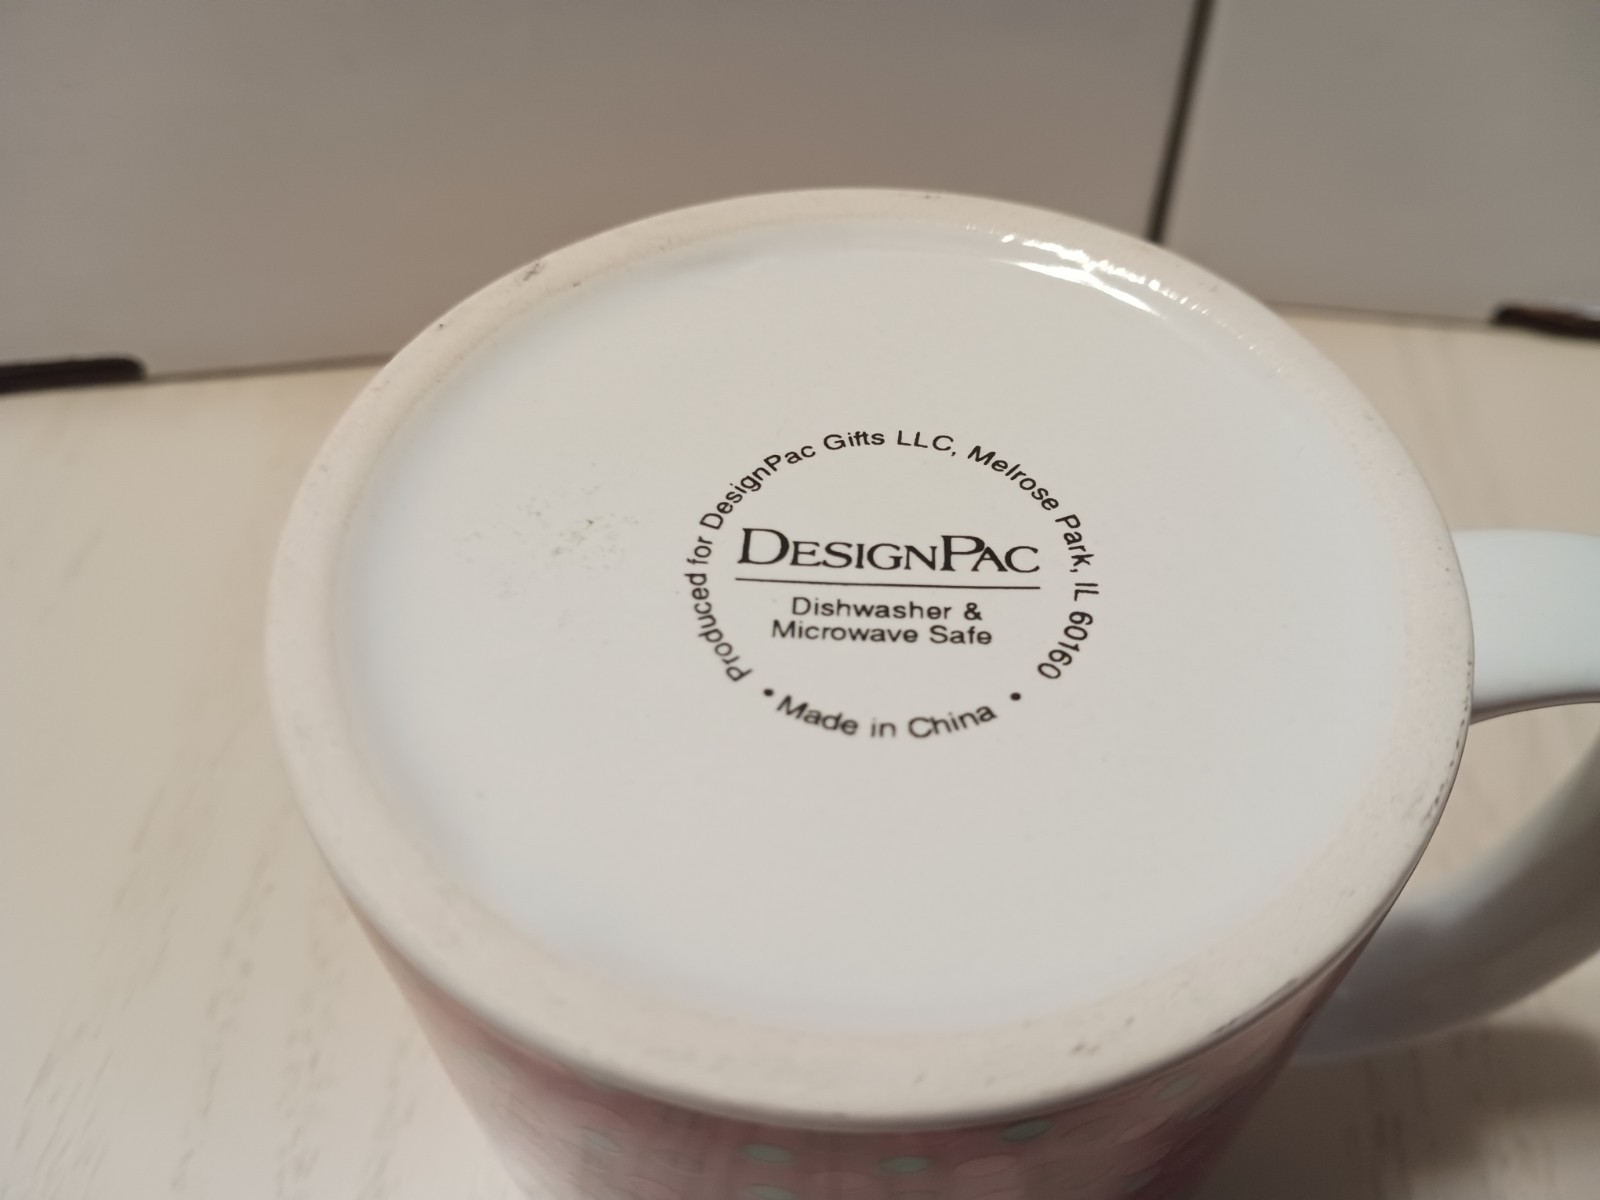 Produced for DesignPac Gifts LLC, Melrose Park, IL 60160
DESIGNPAC
Dishwasher &
Microwave Safe
• Made in China •